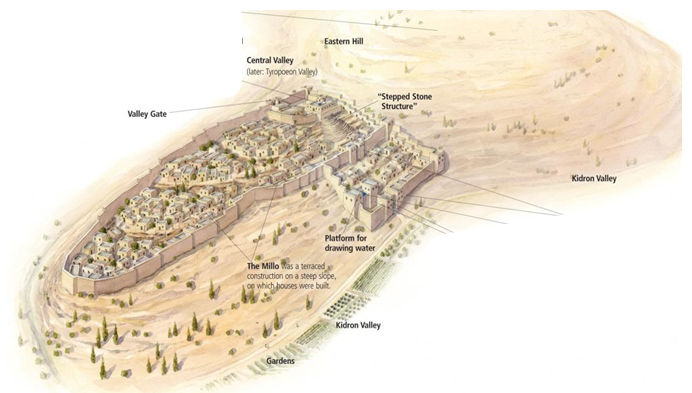 Eastern Hill
Central Valley
(later: Tyropoeon Valley)
"Stepped Stone
Structure"
Valley Gate
Kidron Valley
Platform for
drawing water
The Millo was a terraced
construction on a steep slope,
on which houses were built.
Kidron Valley
Gardens